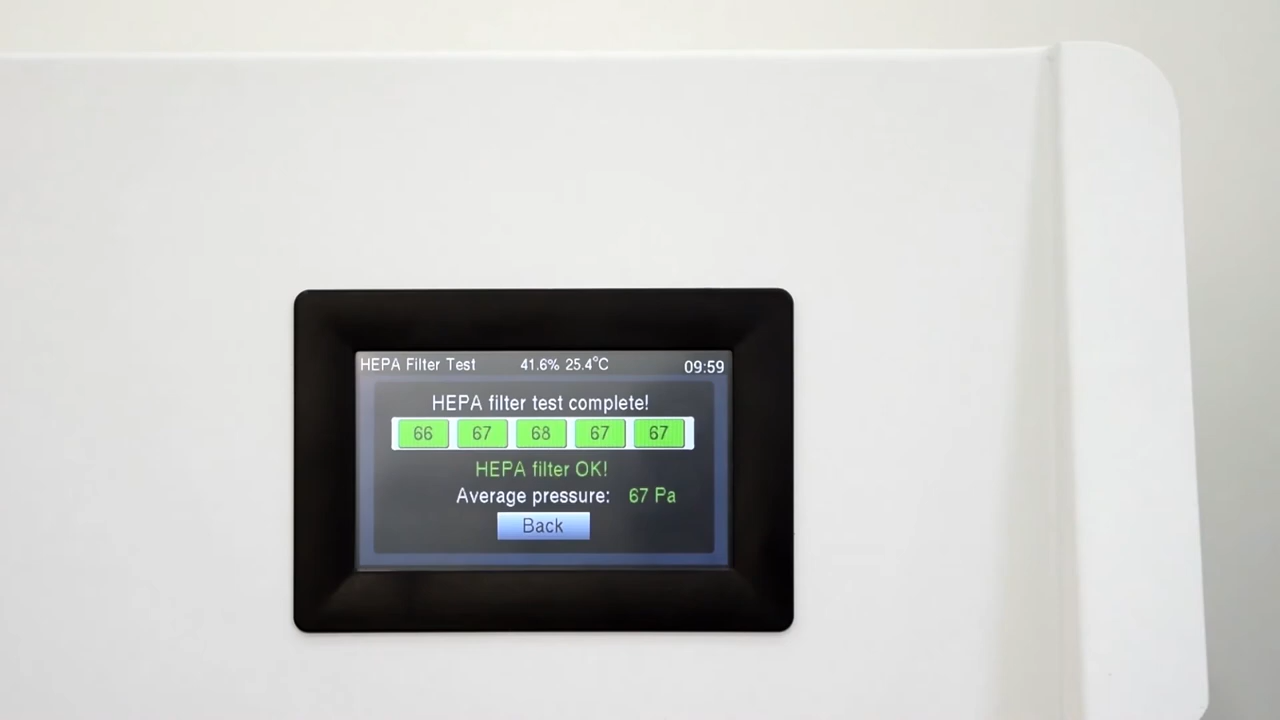 HEPA Filter Test 41.6% 25.4°C 09:59
HEPA filter test complete!
66 67 68 67 67
HEPA filter OK!
Average pressure: 67 Pa
Back